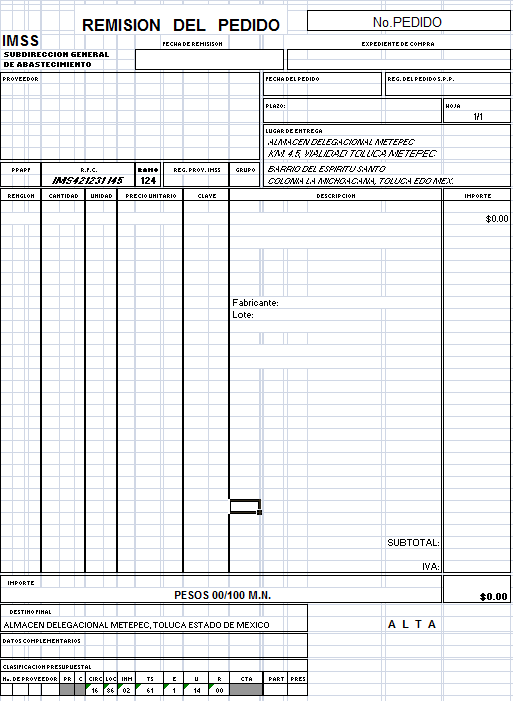 REMISION DEL PEDIDO
No.PEDIDO
IMSS
SUBDIRECCION GENERAL
DE ABASTECIMIENTO
FECHA DE REMISISON
EXPEDIENTE DE COMPRA
PROVEEDOR
FECHA DEL PEDIDO
REG. DEL PEDIDO S.P.P.
PLAZO:
HOJA
1/1
LUGAR DE ENTREGA
ALMACEN DELEGACIONAL METEPEC
KM. 4.5, VIALIDAD TOLUCA METEPEC
BARRIO DEL ESPIRITU SANTO
COLONIA LA MICHOACANA, TOLUCA EDO MEX.
PPAPF R.F.C. RAMO REG. PROV. IMSS GRUPO
IMS421231145 124
RENGLON CANTIDAD UNIDAD PRECIO UNITARIO CLAVE DESCRIPCION IMPORTE
$0.00
Fabricante:
Lote:
SUBTOTAL:
IVA:
IMPORTE
PESOS 00/100 M.N. $0.00
DESTINO FINAL
ALMACEN DELEGACIONAL METEPEC, TOLUCA ESTADO DE MEXICO
A L T A
DATOS COMPLEMENTARIOS
CLASIFICACION PRESUPUESTAL
No. DE PROVEEDOR PR C CIRC LOC INM TS E U R CTA PART PRES
16 36 02 61 1 14 00